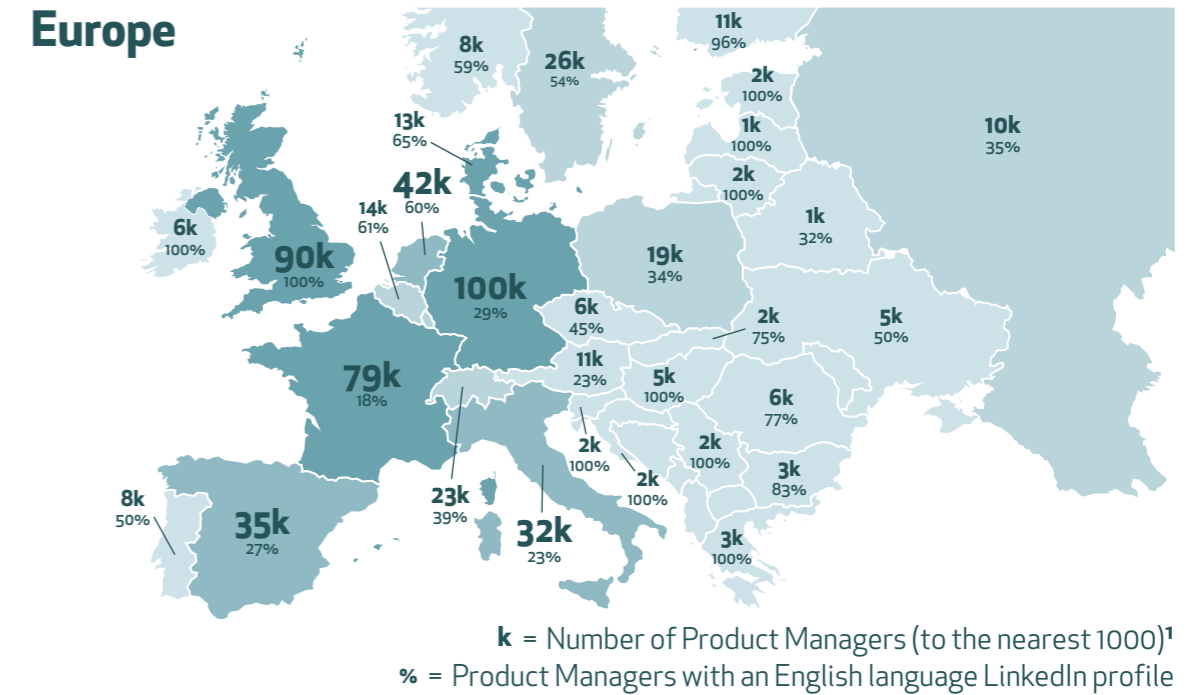 Europe
8k
59%
26k
54%
11k
96%
2k
100%
1k
100%
2k
100%
10k
35%
13k
65%
42k
60%
14k
61%
6k
100%
90k
100%
100k
29%
19k
34%
1k
32%
6k
45%
2k
75%
5k
50%
79k
18%
11k
23%
5k
100%
6k
77%
2k
100%
2k
100%
2k
100%
3k
83%
23k
39%
32k
23%
8k
50%
35k
27%
3k
100%
k = Number of Product Managers (to the nearest 1000)¹
% = Product Managers with an English language LinkedIn profile